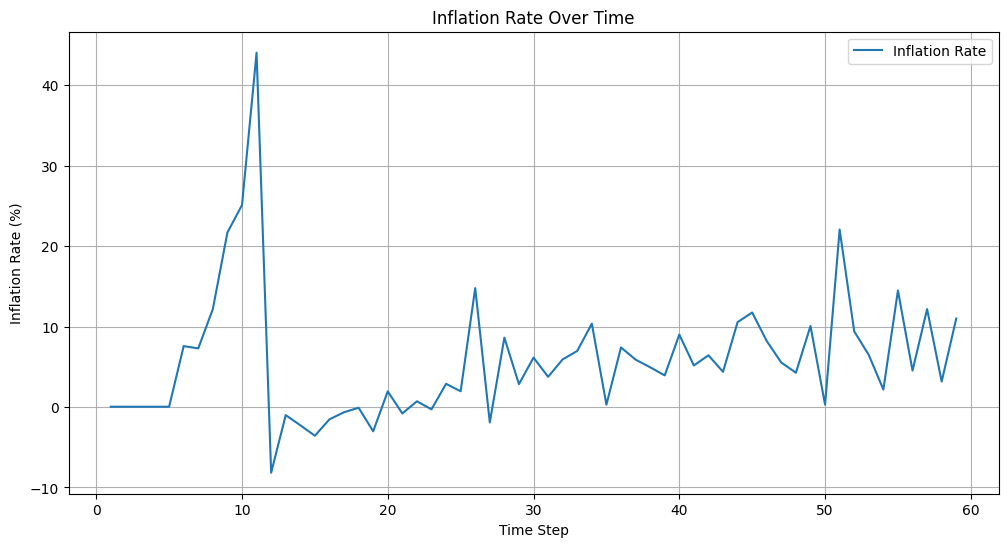 Inflation Rate Over Time
Inflation Rate
Inflation Rate (%)
40
30
20
10
0
−10
0 10 20 30 40 50 60
Time Step